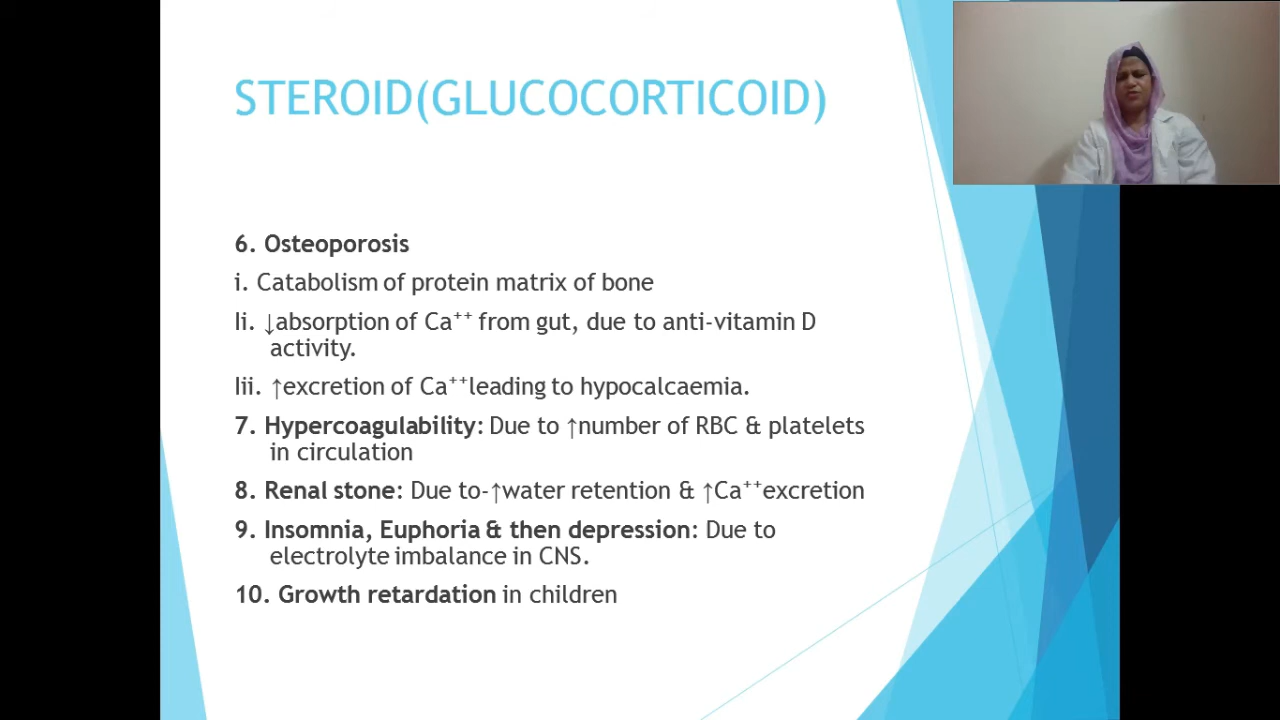 STEROID(GLUCOCORTICOID)
6. Osteoporosis
i. Catabolism of protein matrix of bone
Ii. ↓absorption of Ca⁺⁺ from gut, due to anti-vitamin D
activity.
Iii. ↑excretion of Ca⁺⁺leading to hypocalcaemia.
7. Hypercoagulability: Due to ↑number of RBC & platelets
in circulation
8. Renal stone: Due to-↑water retention & ↑Ca⁺⁺excretion
9. Insomnia, Euphoria & then depression: Due to
electrolyte imbalance in CNS.
10. Growth retardation in children